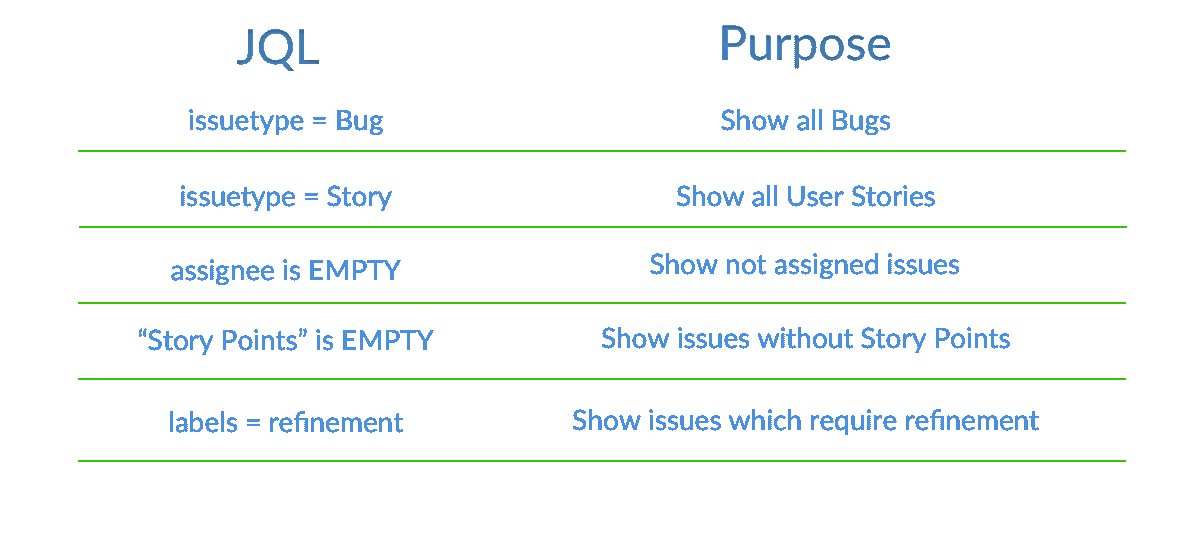 JQL Purpose
issuetype = Bug Show all Bugs
issuetype = Story Show all User Stories
assignee is EMPTY Show not assigned issues
“Story Points” is EMPTY Show issues without Story Points
labels = refinement Show issues which require refinement